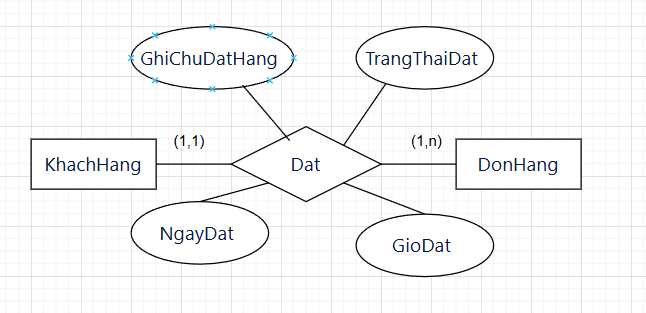 GhiChuDatHang
TrangThaiDat
(1,1)
(1,n)
KhachHang
Dat
DonHang
NgayDat
GioDat